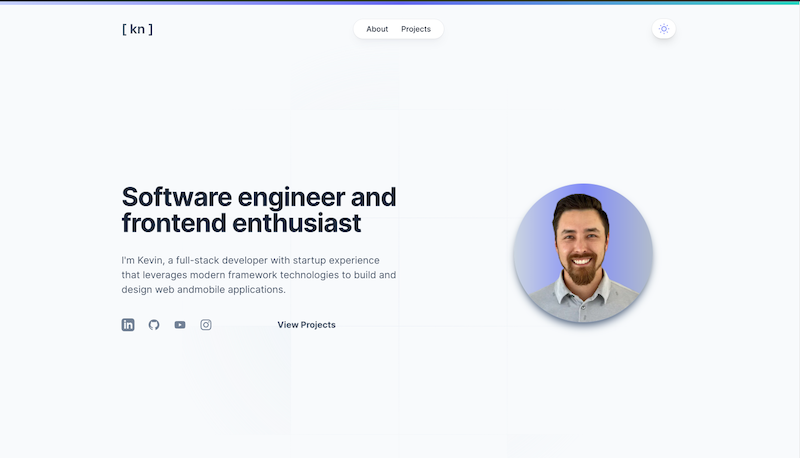 [ kn ]
About Projects
Software engineer and
frontend enthusiast
I'm Kevin, a full-stack developer with startup experience
that leverages modern framework technologies to build and
design web andmobile applications.
in
View Projects